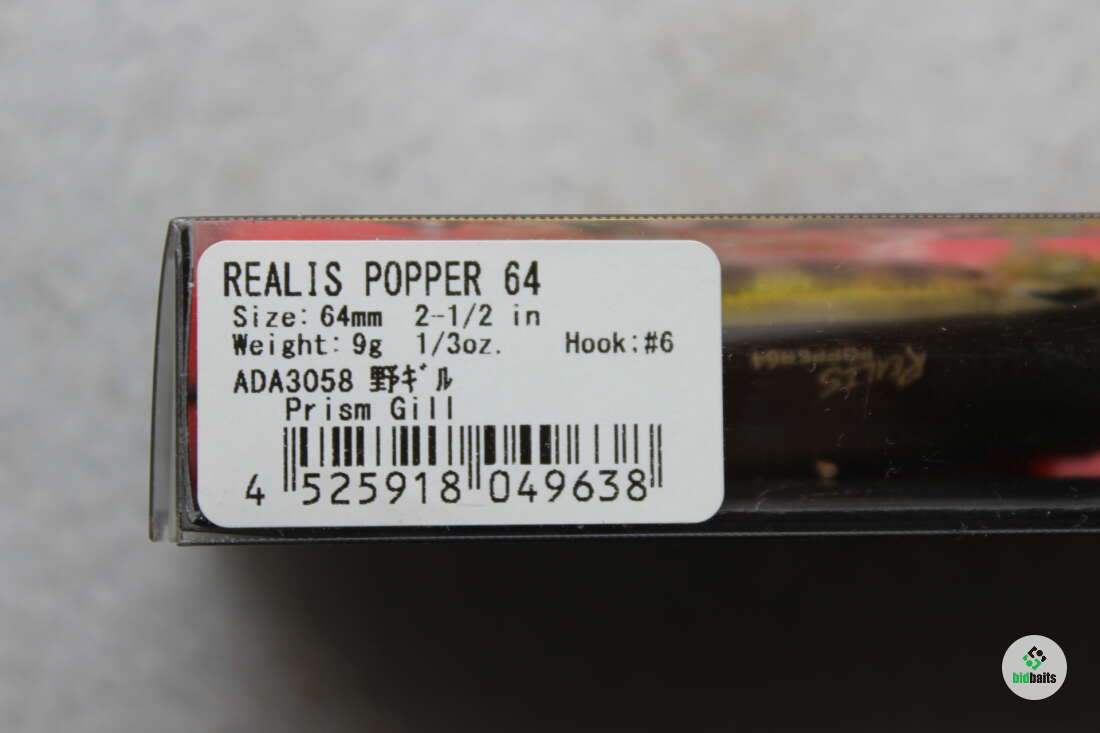 REALIS POPPER 64
Size: 64mm 2-1/2 in
Weight: 9g 1/3oz. Hook:#6
ADA3058 野ギル
Prism Gill
4 525918 049638
REALIS
bidbaits